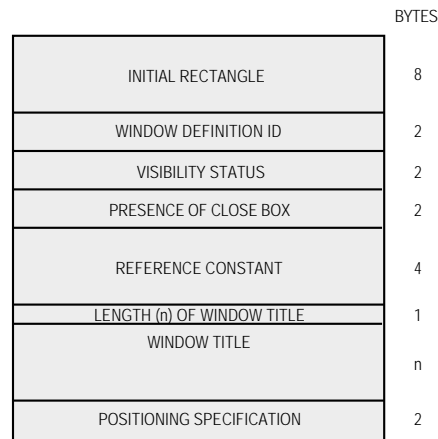 BYTES
INITIAL RECTANGLE 8
WINDOW DEFINITION ID 2
VISIBILITY STATUS 2
PRESENCE OF CLOSE BOX 2
REFERENCE CONSTANT 4
LENGTH (n) OF WINDOW TITLE 1
WINDOW TITLE
n
POSITIONING SPECIFICATION 2